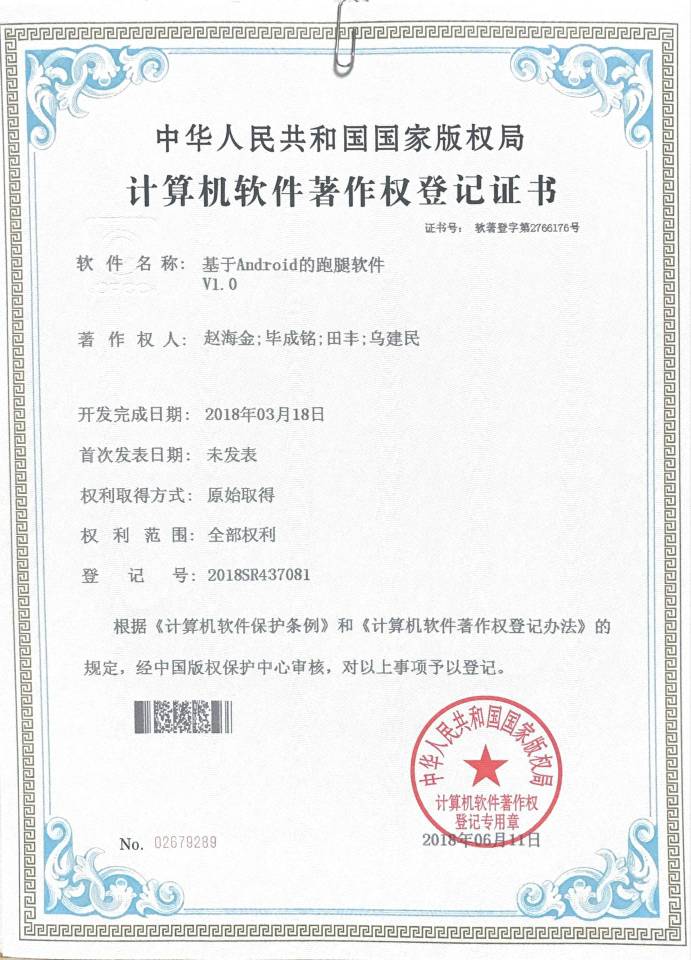 中华人民共和国国家版权局
计算机软件著作权登记证书
证书号： 软著登字第2766176号
软件名称： 基于Android的跑腿软件
V1.0
著作权人： 赵海金;毕成铭;田丰;乌建民
开发完成日期： 2018年03月18日
首次发表日期： 未发表
权利取得方式： 原始取得
权利范围： 全部权利
登记号： 2018SR437081
根据《计算机软件保护条例》和《计算机软件著作权登记办法》的
规定，经中国版权保护中心审核，对以上事项予以登记。
中华人民共和国国家版权局
计算机软件著作权
登记专用章
No. 02679289
2018年06月11日